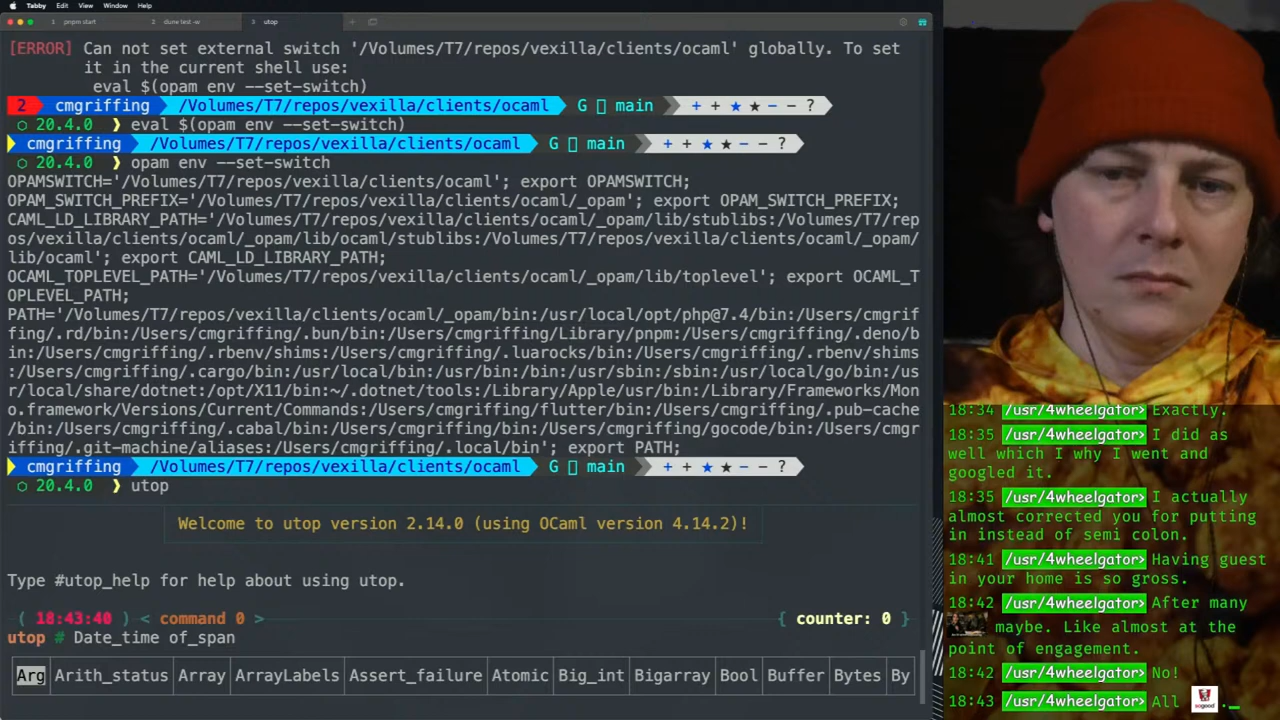 Tabby Edit View Window Help
1 pnpm start 2 dune test -w 3 utop
[ERROR] Can not set external switch '/Volumes/T7/repos/vexilla/clients/ocaml' globally. To set
it in the current shell use:
eval $(opam env --set-switch)
2 cmgriffing /Volumes/T7/repos/vexilla/clients/ocaml G main + + ★ ★ − − ?
20.4.0 ❯ eval $(opam env --set-switch)
cmgriffing /Volumes/T7/repos/vexilla/clients/ocaml G main + + ★ ★ − − ?
20.4.0 ❯ opam env --set-switch
OPAMSWITCH='/Volumes/T7/repos/vexilla/clients/ocaml'; export OPAMSWITCH;
OPAM_SWITCH_PREFIX='/Volumes/T7/repos/vexilla/clients/ocaml/_opam'; export OPAM_SWITCH_PREFIX;
CAML_LD_LIBRARY_PATH='/Volumes/T7/repos/vexilla/clients/ocaml/_opam/lib/stublibs:/Volumes/T7/rep
os/vexilla/clients/ocaml/_opam/lib/ocaml/stublibs:/Volumes/T7/repos/vexilla/clients/ocaml/_opam/
lib/ocaml'; export CAML_LD_LIBRARY_PATH;
OCAML_TOPLEVEL_PATH='/Volumes/T7/repos/vexilla/clients/ocaml/_opam/lib/toplevel'; export OCAML_T
OPLEVEL_PATH;
PATH='/Volumes/T7/repos/vexilla/clients/ocaml/_opam/bin:/usr/local/opt/php@7.4/bin:/Users/cmgrif
fing/.rd/bin:/Users/cmgriffing/.bun/bin:/Users/cmgriffing/Library/pnpm:/Users/cmgriffing/.deno/b
in:/Users/cmgriffing/.rbenv/shims:/Users/cmgriffing/.luarocks/bin:/Users/cmgriffing/.rbenv/shims
:/Users/cmgriffing/.cargo/bin:/usr/local/bin:/usr/bin:/bin:/usr/sbin:/sbin:/usr/local/go/bin:/us
r/local/share/dotnet:/opt/X11/bin:~/.dotnet/tools:/Library/Apple/usr/bin:/Library/Frameworks/Mon
o.framework/Versions/Current/Commands:/Users/cmgriffing/flutter/bin:/Users/cmgriffing/.pub-cache
/bin:/Users/cmgriffing/.cabal/bin:/Users/cmgriffing/gocode/bin:/Users/cmgriffing:/Users/cmgr
iffing/.git-machine/aliases:/Users/cmgriffing/.local/bin'; export PATH;
cmgriffing /Volumes/T7/repos/vexilla/clients/ocaml G main + + ★ ★ − − ?
20.4.0 ❯ utop
Welcome to utop version 2.14.0 (using OCaml version 4.14.2)!
Type #utop_help for help about using utop.
( 18:43:40 ) < command 0 > { counter: 0 }
utop # Date_time of_span
Arg Arith_status Array ArrayLabels Assert_failure Atomic Big_int Bigarray Bool Buffer Bytes By
18:34 /usr/4wheelgator> Exactly.
18:35 /usr/4wheelgator> I did as
well which I why I went and
googled it.
18:35 /usr/4wheelgator> I actually
almost corrected you for putting
in instead of semi colon.
18:41 /usr/4wheelgator> Having guest
in your home is so gross.
18:42 /usr/4wheelgator> After many
maybe. Like almost at the
point of engagement.
18:42 /usr/4wheelgator> No!
18:43 /usr/4wheelgator> All sogood ._